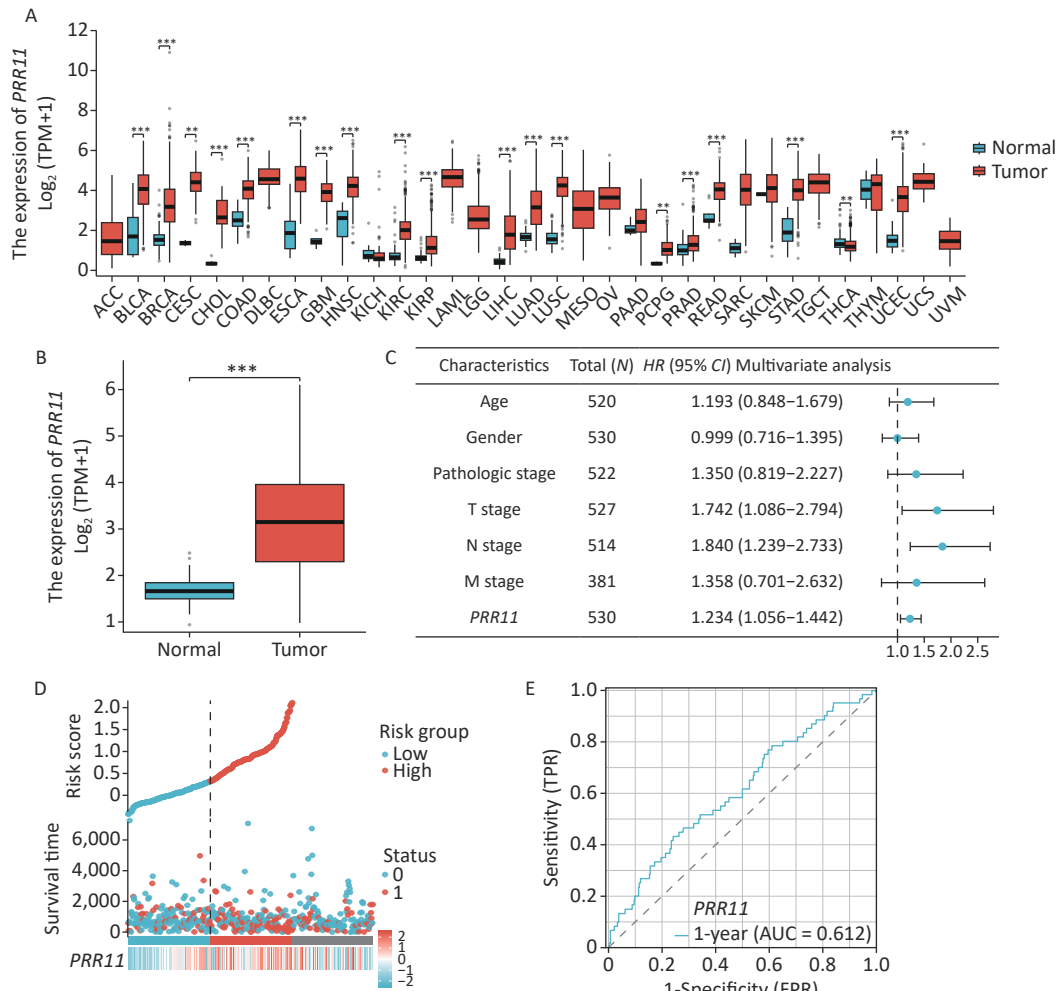 A
The expression of PRR11
Log₂ (TPM+1)
12
10
8
6
4
2
0
*** *** ** *** *** *** *** *** *** *** *** *** *** ** *** *** *** ** ***
Normal
Tumor
ACC BLCA BRCA CESC CHOL COAD DLBC ESCA GBM HNSC KICH KIRC KIRP LAML LGG LIHC LUAD LUSC MESO OV PAAD PCPG PRAD READ SARC SKCM STAD TGCT THCA THYM UCEC UCS UVM
B
The expression of PRR11
Log₂ (TPM+1)
6
5
4
3
2
1
***
Normal Tumor
C
Characteristics Total (N) HR (95% CI) Multivariate analysis
Age 520 1.193 (0.848−1.679)
Gender 530 0.999 (0.716−1.395)
Pathologic stage 522 1.350 (0.819−2.227)
T stage 527 1.742 (1.086−2.794)
N stage 514 1.840 (1.239−2.733)
M stage 381 1.358 (0.701−2.632)
PRR11 530 1.234 (1.056−1.442)
1.0 1.5 2.0 2.5
D
Risk score
2.0
1.5
1.0
0.5
0
Risk group
Low
High
Survival time
6,000
4,000
2,000
0
Status
0
1
PRR11
2
1
0
−1
−2
E
Sensitivity (TPR)
1.0
0.8
0.6
0.4
0.2
0
PRR11
1-year (AUC = 0.612)
0 0.2 0.4 0.6 0.8 1.0
1-Specificity (FPR)